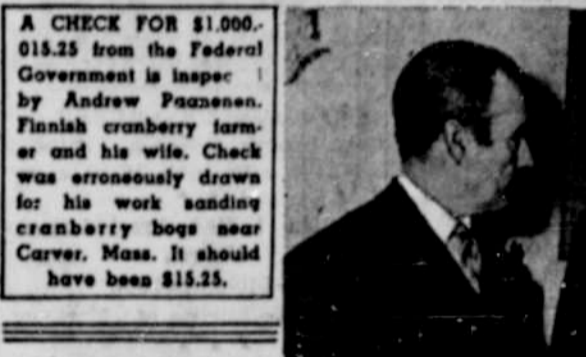 A CHECK FOR $1,000,-
015.25 from the Federal
Government is inspec
by Andrew Paananen,
Finnish cranberry farm-
er and his wife. Check
was erroneously drawn
for his work sanding
cranberry bogs near
Carver, Mass. It should
have been $15.25.